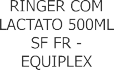 RINGER COM
LACTATO 500ML
SF FR -
EQUIPLEX